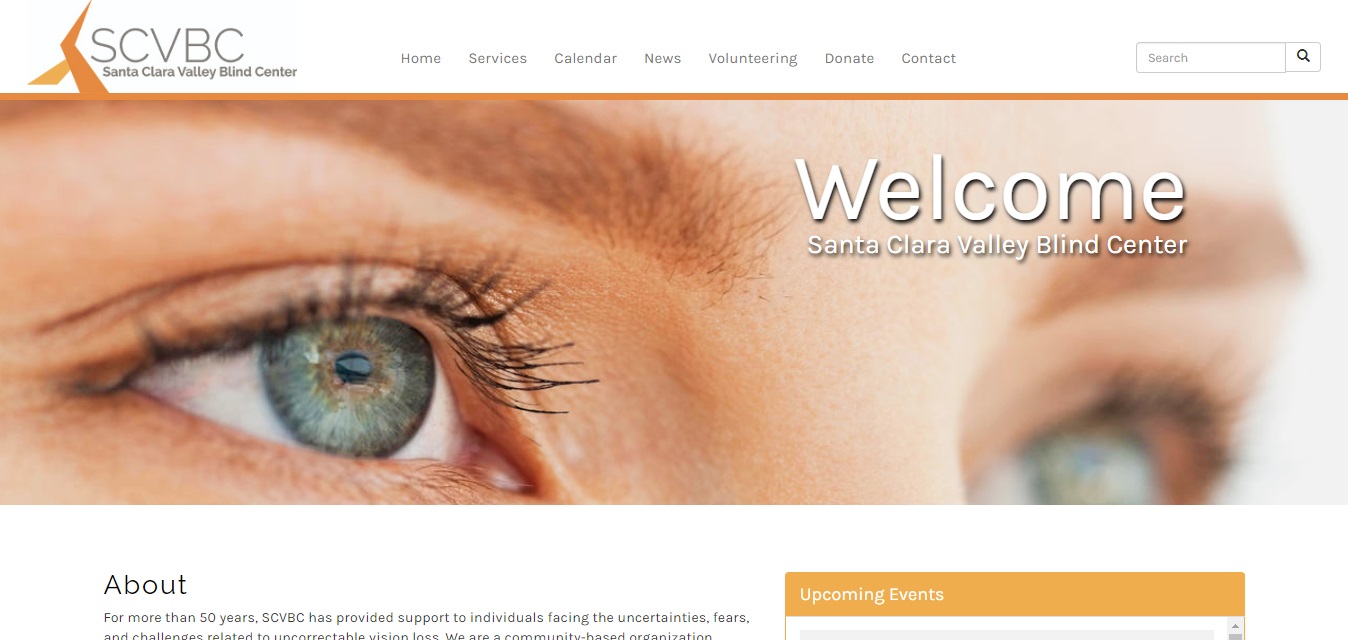 SCVBC
Santa Clara Valley Blind Center
Home Services Calendar News Volunteering Donate Contact
Search
Welcome
Santa Clara Valley Blind Center
About
For more than 50 years, SCVBC has provided support to individuals facing the uncertainties, fears,
and challenges related to uncorrectable vision loss. We are a community-based organization
Upcoming Events